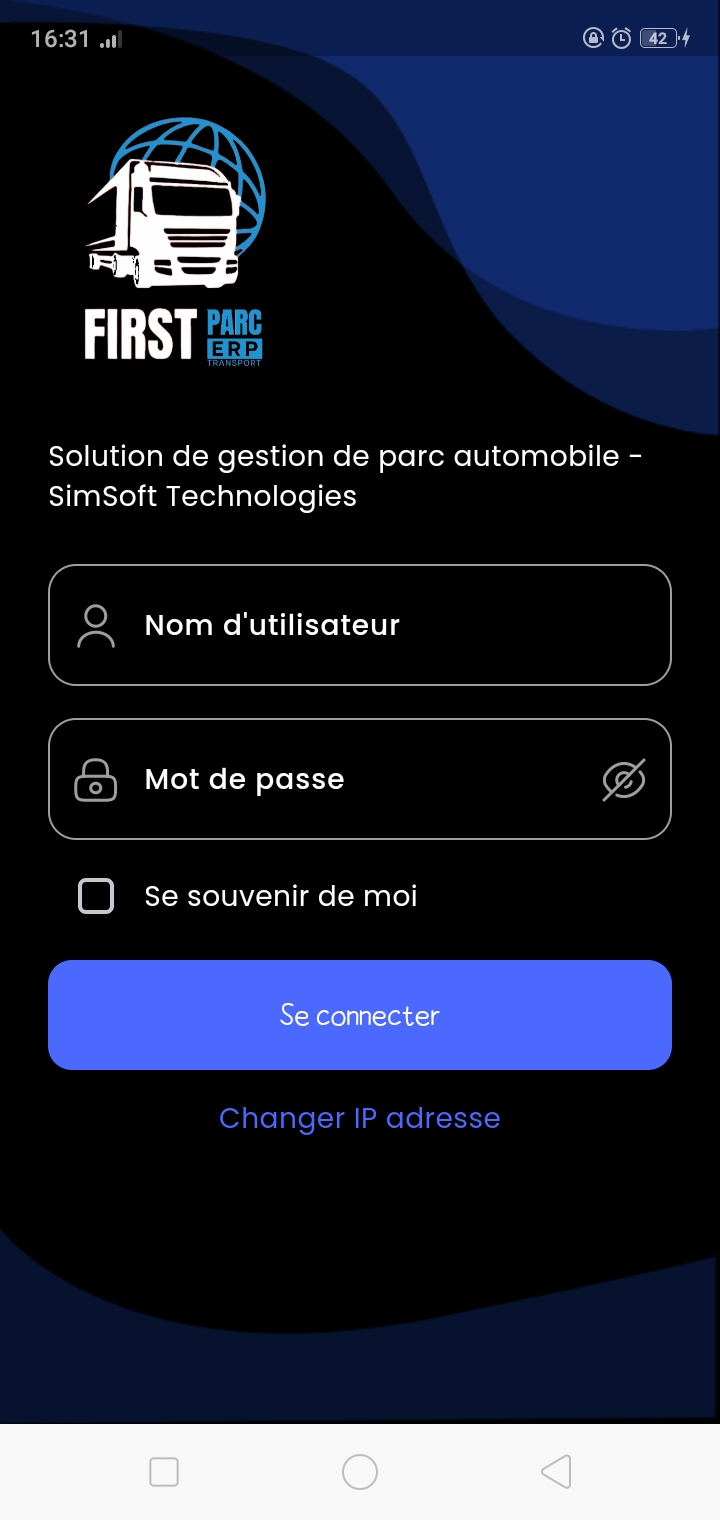 16:31
42
FIRST PARC
ERP
TRANSPORT
Solution de gestion de parc automobile -
SimSoft Technologies
Nom d'utilisateur
Mot de passe
Se souvenir de moi
Se connecter
Changer IP adresse